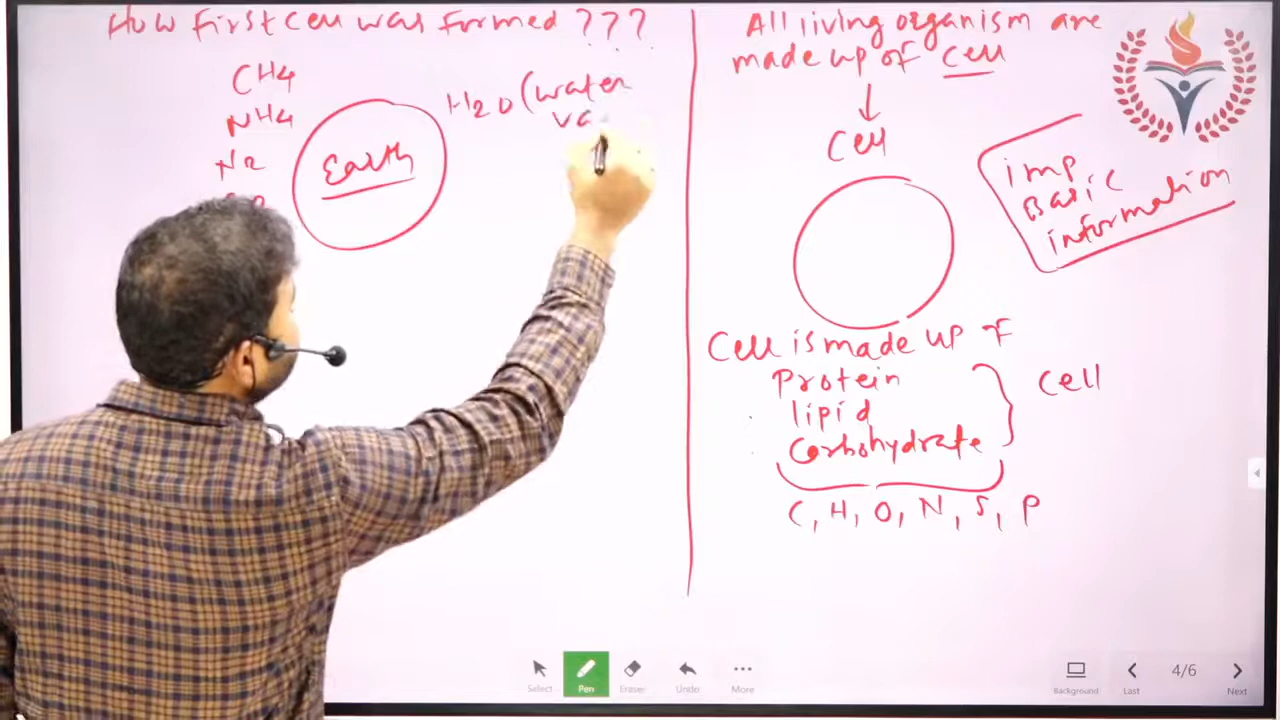 How First Cell was formed ???
CH4
NH4
N2
Earth
H2O (water
va
All living organism are
made up of cell
Cell
imp
Basic
information
Cell is made up of
Protein
lipid
Carbohydrate
Cell
C, H, O, N, S, P
Select
Pen
Eraser
Undo
More
Background
Last
4/6
Next